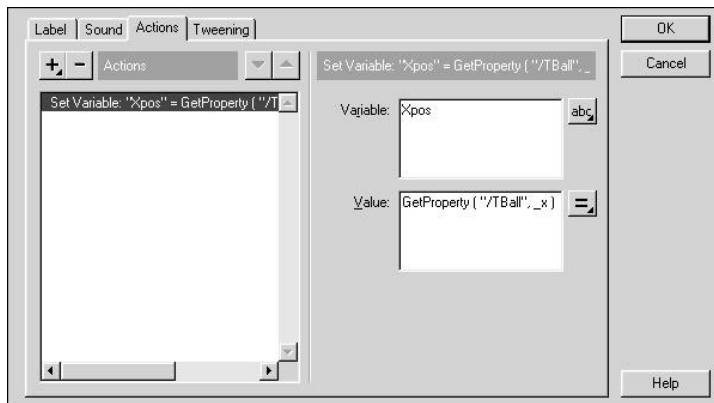 Label Sound Actions Tweening
OK
Cancel
+ - Actions
Set Variable: "Xpos" = GetProperty ( "/TBall", _
Set Variable: "Xpos" = GetProperty ( "/T
Variable: Xpos abc
Value: GetProperty ( "/TBall", _x ) =
Help